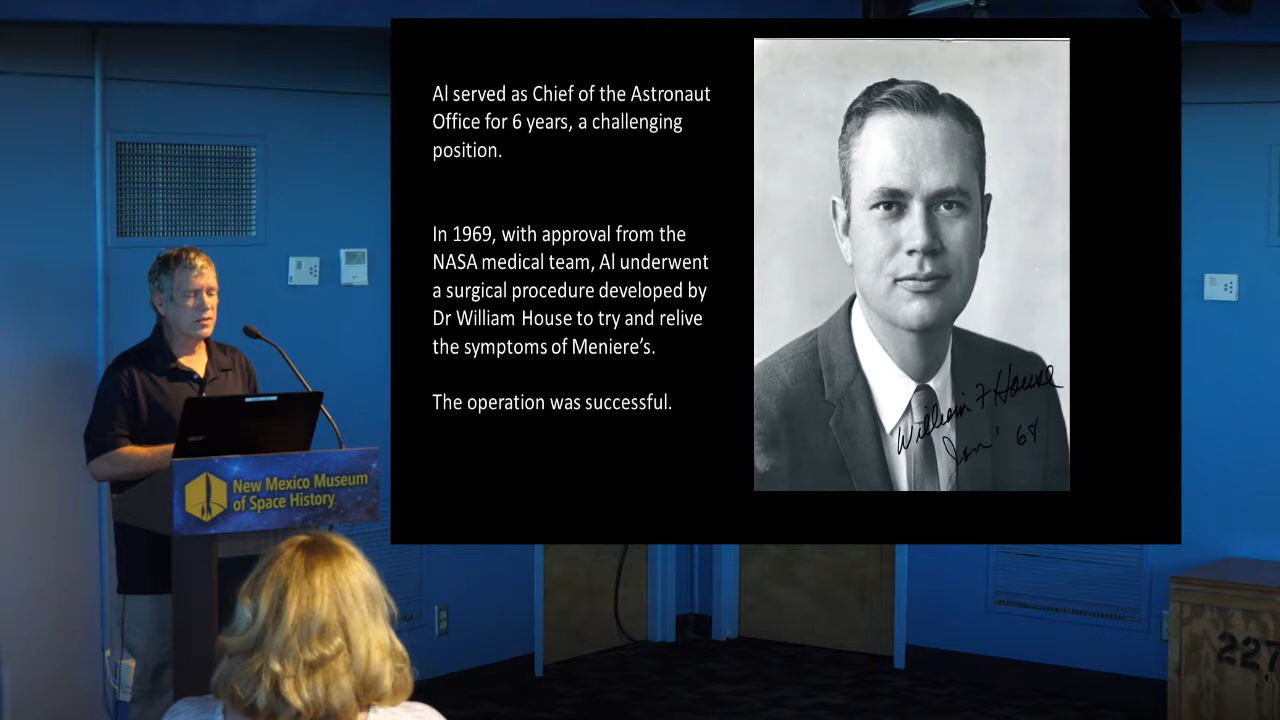 Al served as Chief of the Astronaut
Office for 6 years, a challenging
position.
In 1969, with approval from the
NASA medical team, Al underwent
a surgical procedure developed by
Dr William House to try and relive
the symptoms of Meniere's.
The operation was successful.
William F House
Jan' 68
New Mexico Museum
of Space History
acer
227